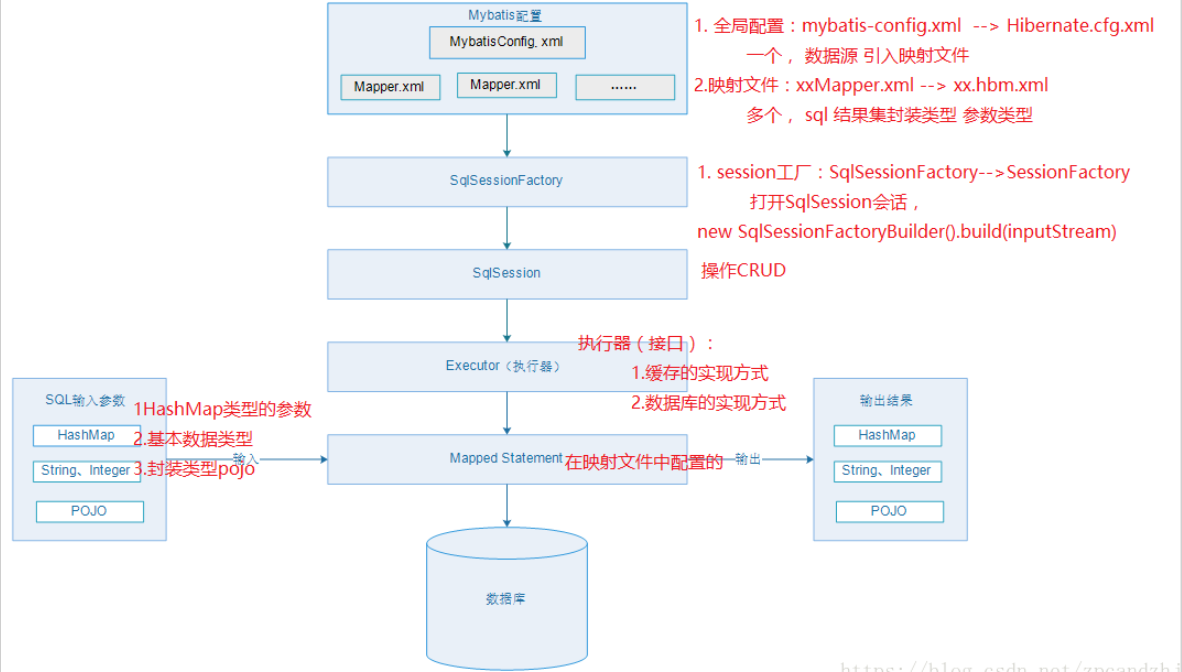 Mybatis配置
MybatisConfig. xml
Mapper.xml
Mapper.xml
......
1. 全局配置：mybatis-config.xml --> Hibernate.cfg.xml
一个， 数据源 引入映射文件
2.映射文件：xxMapper.xml --> xx.hbm.xml
多个， sql 结果集封装类型 参数类型
SqlSessionFactory
1. session工厂：SqlSessionFactory-->SessionFactory
打开SqlSession会话，
new SqlSessionFactoryBuilder().build(inputStream)
SqlSession
操作CRUD
Executor（执行器）
执行器（接口）：
1.缓存的实现方式
2.数据库的实现方式
SQL输入参数
HashMap
String、Integer
POJO
1HashMap类型的参数
2.基本数据类型
3.封装类型pojo
输入
Mapped Statement
在映射文件中配置的
输出
输出结果
HashMap
String、Integer
POJO
数据库
https://blog.csdn.net/zpcandzhj